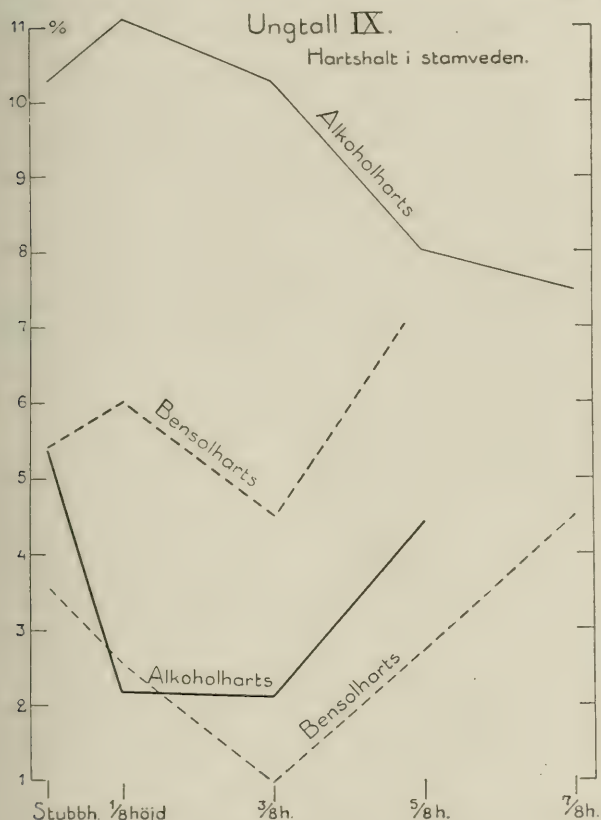 Ungtall IX.
Hartshalt i stamveden.
11 %
10
9
8
7
6
5
4
3
2
1
Alkoholharts
Bensolharts
Alkoholharts
Bensolharts
Stubbh. 1/8höjd 3/8h. 5/8h. 7/8h.